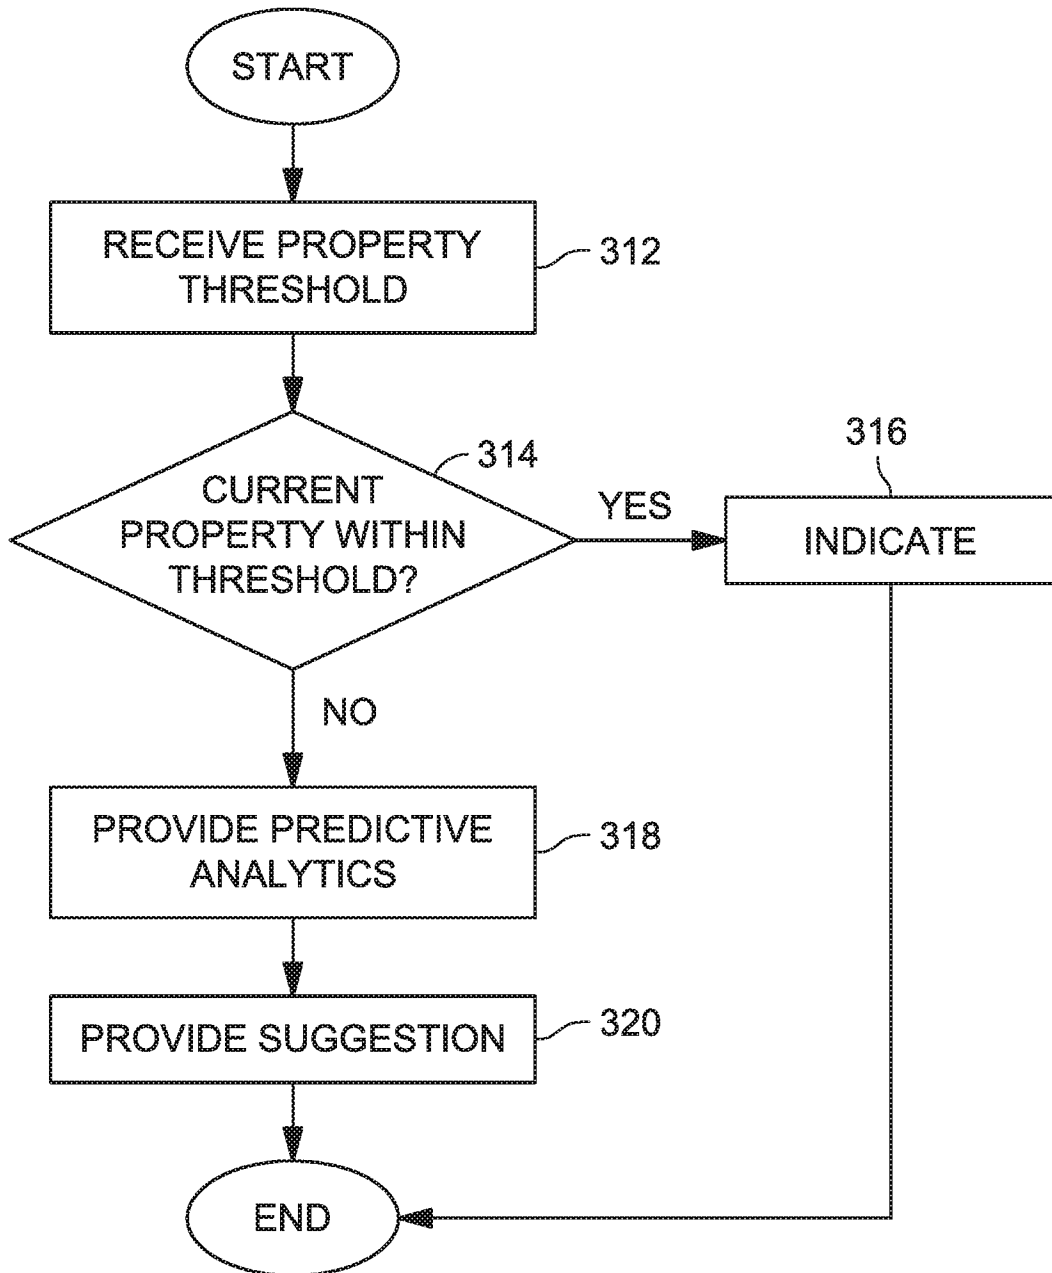 START
RECEIVE PROPERTY
THRESHOLD
312
314
CURRENT
PROPERTY WITHIN
THRESHOLD?
YES
316
INDICATE
NO
PROVIDE PREDICTIVE
ANALYTICS
318
PROVIDE SUGGESTION
320
END